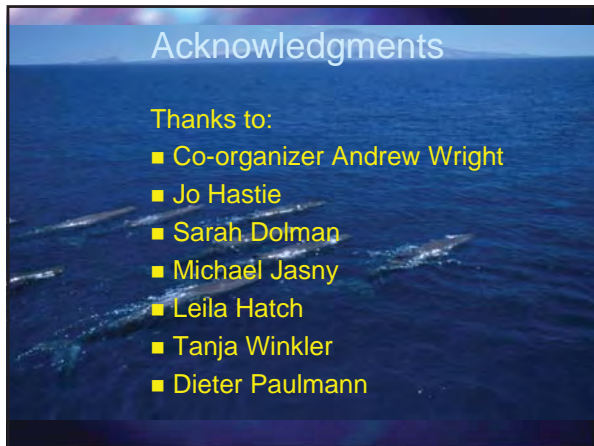 Acknowledgments
Thanks to:
■ Co-organizer Andrew Wright
■ Jo Hastie
■ Sarah Dolman
■ Michael Jasny
■ Leila Hatch
■ Tanja Winkler
■ Dieter Paulmann